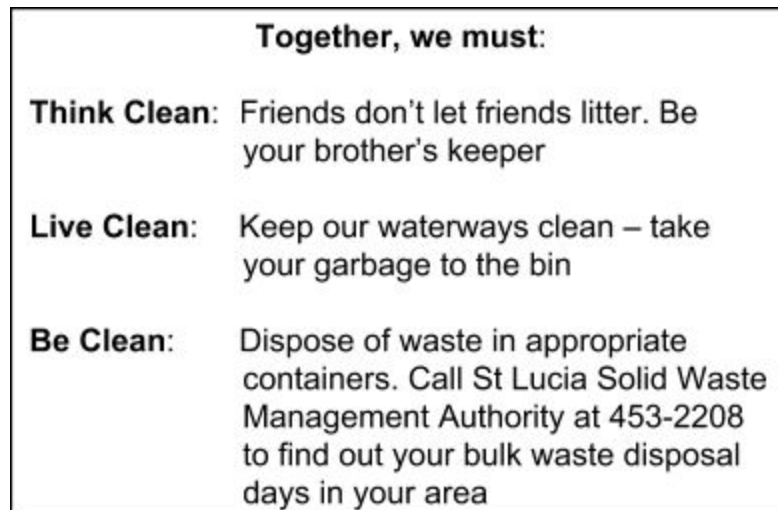 Together, we must:
Think Clean: Friends don't let friends litter. Be
your brother's keeper
Live Clean: Keep our waterways clean – take
your garbage to the bin
Be Clean: Dispose of waste in appropriate
containers. Call St Lucia Solid Waste
Management Authority at 453-2208
to find out your bulk waste disposal
days in your area